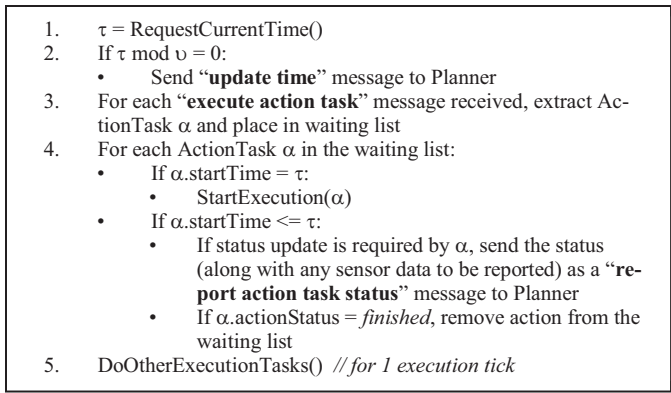 1. τ = RequestCurrentTime()
2. If τ mod υ = 0:
• Send “update time” message to Planner
3. For each “execute action task” message received, extract Ac-
tionTask α and place in waiting list
4. For each ActionTask α in the waiting list:
• If α.startTime = τ:
• StartExecution(α)
• If α.startTime <= τ:
• If status update is required by α, send the status
(along with any sensor data to be reported) as a “re-
port action task status” message to Planner
• If α.actionStatus = finished, remove action from the
waiting list
5. DoOtherExecutionTasks() // for 1 execution tick